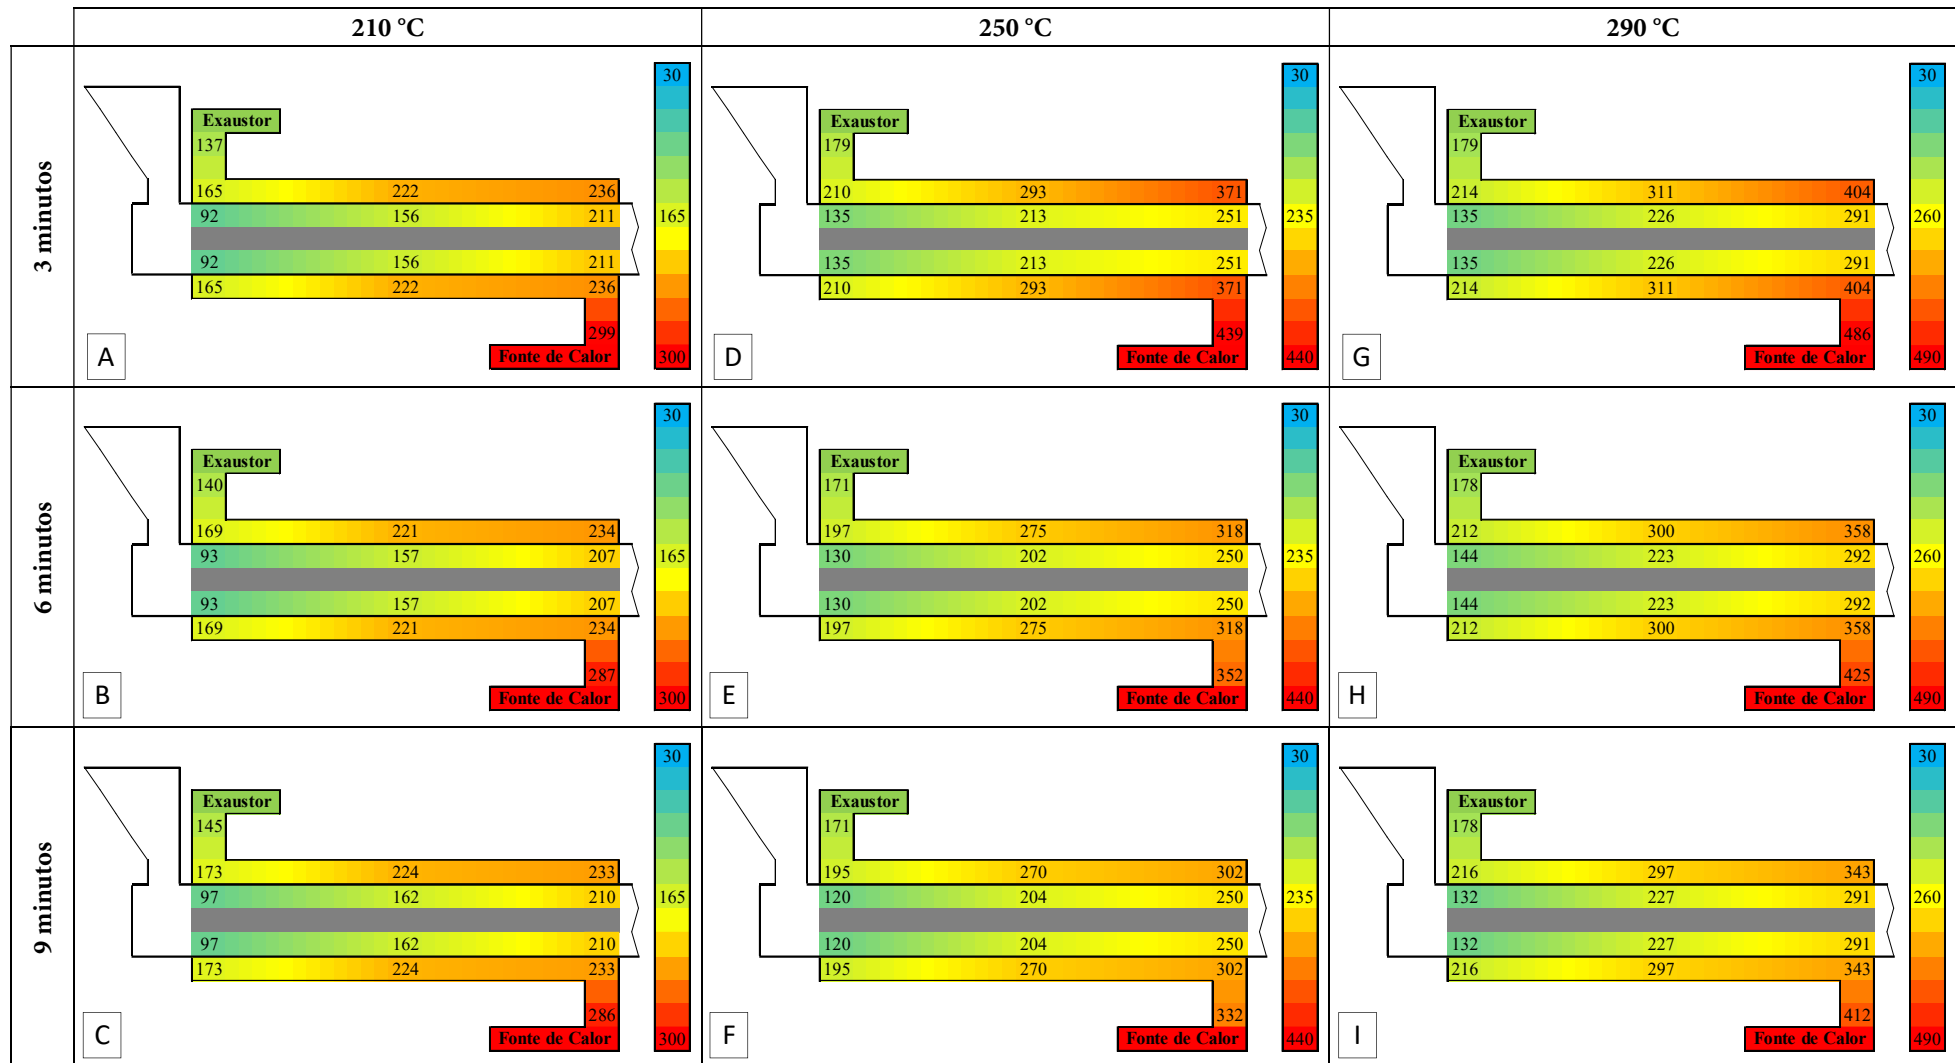 210 °C 250 °C 290 °C
3 minutos
30 30 30
Exaustor Exaustor Exaustor
137 179 179
165 222 236 210 293 371 214 311 404
92 156 211 165 135 213 251 235 135 226 291 260
92 156 211 135 213 251 135 226 291
165 222 236 210 293 371 214 311 404
299 439 486
A Fonte de Calor 300 D Fonte de Calor 440 G Fonte de Calor 490
6 minutos
30 30 30
Exaustor Exaustor Exaustor
140 171 178
169 221 234 197 275 318 212 300 358
93 157 207 165 130 202 250 235 144 223 292 260
93 157 207 130 202 250 144 223 292
169 221 234 197 275 318 212 300 358
287 352 425
B Fonte de Calor 300 E Fonte de Calor 440 H Fonte de Calor 490
9 minutos
30 30 30
Exaustor Exaustor Exaustor
145 171 178
173 224 233 195 270 302 216 297 343
97 162 210 165 120 204 250 235 132 227 291 260
97 162 210 120 204 250 132 227 291
173 224 233 195 270 302 216 297 343
286 332 412
C Fonte de Calor 300 F Fonte de Calor 440 I Fonte de Calor 490